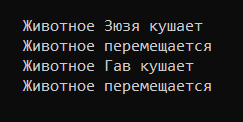 Животное Зюзя кушает
Животное перемещается
Животное Гав кушает
Животное перемещается